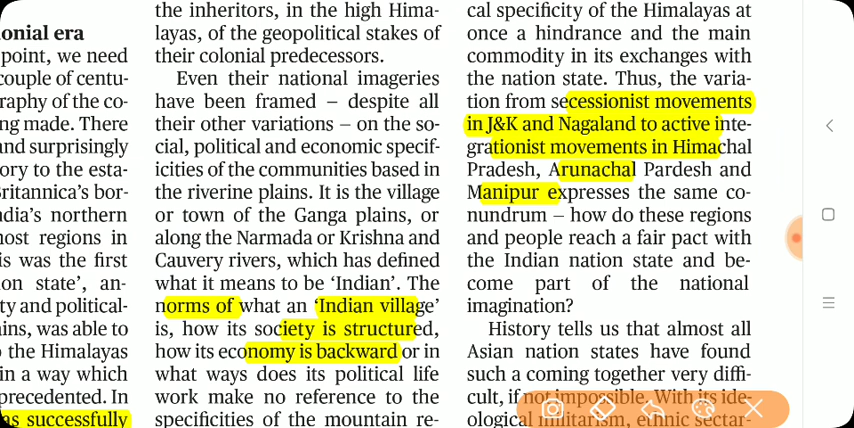 onial era
point, we need
couple of centu-
raphy of the co-
ng made. There
and surprisingly
ory to the esta-
Britannica's bor-
ndia's northern
most regions in
is was the first
on state', an-
ty and political-
ins, was able to
the Himalayas
in a way which
precedented. In
as successfully
the inheritors, in the high Hima-
layas, of the geopolitical stakes of
their colonial predecessors.
Even their national imageries
have been framed – despite all
their other variations – on the so-
cial, political and economic specif-
icities of the communities based in
the riverine plains. It is the village
or town of the Ganga plains, or
along the Narmada or Krishna and
Cauvery rivers, which has defined
what it means to be 'Indian'. The
norms of what an 'Indian village'
is, how its society is structured,
how its economy is backward or in
what ways does its political life
work make no reference to the
specificities of the mountain re-
cal specificity of the Himalayas at
once a hindrance and the main
commodity in its exchanges with
the nation state. Thus, the varia-
tion from secessionist movements
in J&K and Nagaland to active inte-
grationist movements in Himachal
Pradesh, Arunachal Pardesh and
Manipur expresses the same co-
nundrum – how do these regions
and people reach a fair pact with
the Indian nation state and be-
come part of the national
imagination?
History tells us that almost all
Asian nation states have found
such a coming together very diffi-
cult, if not impossible. With its ide-
ological militarism, ethnic sectar-